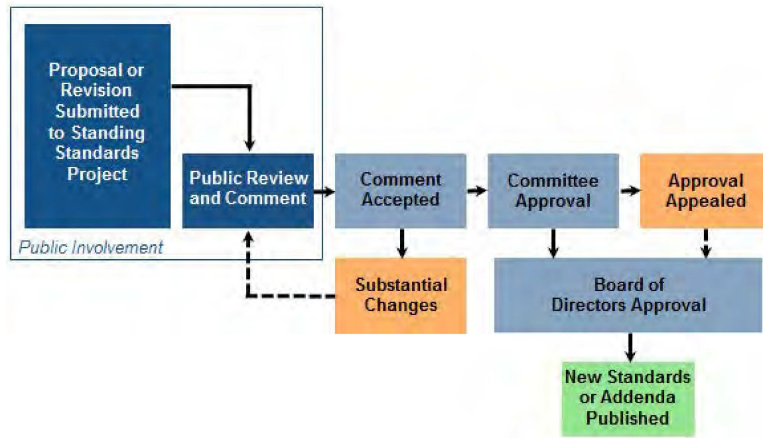 Proposal or
Revision
Submitted
to Standing
Standards
Project
Public Review
and Comment
Public Involvement
Comment
Accepted
Committee
Approval
Approval
Appealed
Substantial
Changes
Board of
Directors Approval
New Standards
or Addenda
Published